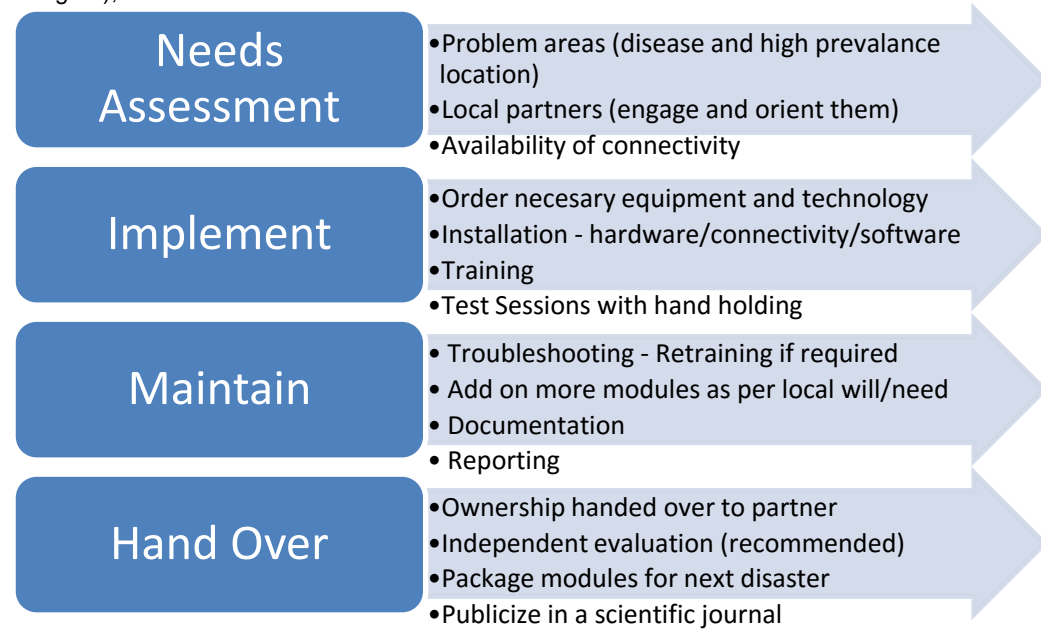 Needs
Assessment
•Problem areas (disease and high prevalance
location)
•Local partners (engage and orient them)
•Availability of connectivity
Implement
•Order necesary equipment and technology
•Installation - hardware/connectivity/software
•Training
•Test Sessions with hand holding
Maintain
• Troubleshooting - Retraining if required
• Add on more modules as per local will/need
• Documentation
• Reporting
Hand Over
•Ownership handed over to partner
•Independent evaluation (recommended)
•Package modules for next disaster
•Publicize in a scientific journal